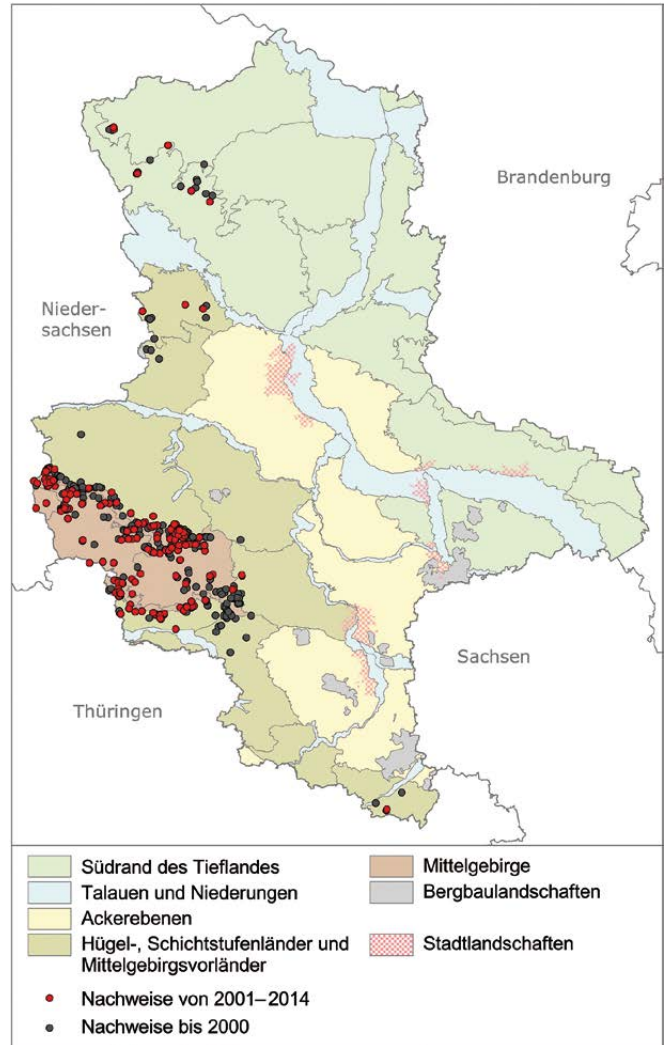 Brandenburg
Nieder-
sachsen
Sachsen
Thüringen
Südrand des Tieflandes
Talauen und Niederungen
Ackerebenen
Hügel-, Schichtstufenländer und
Mittelgebirgsvorländer
Mittelgebirge
Bergbaulandschaften
Stadtlandschaften
Nachweise von 2001–2014
Nachweise bis 2000